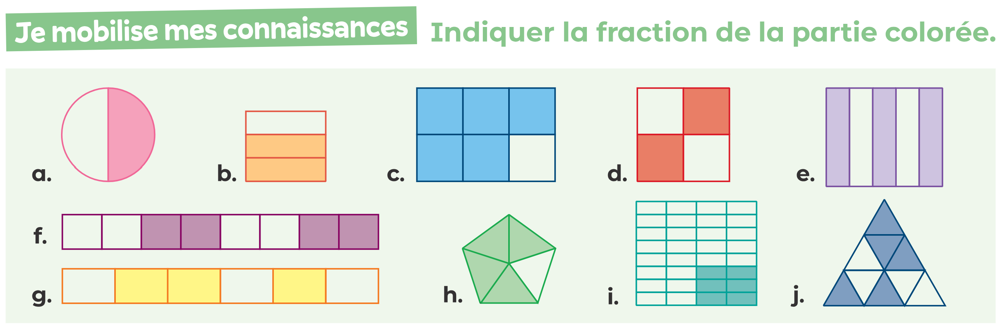 Je mobilise mes connaissances Indiquer la fraction de la partie colorée.
a. b. c. d. e.
f. h. i. j.
g.